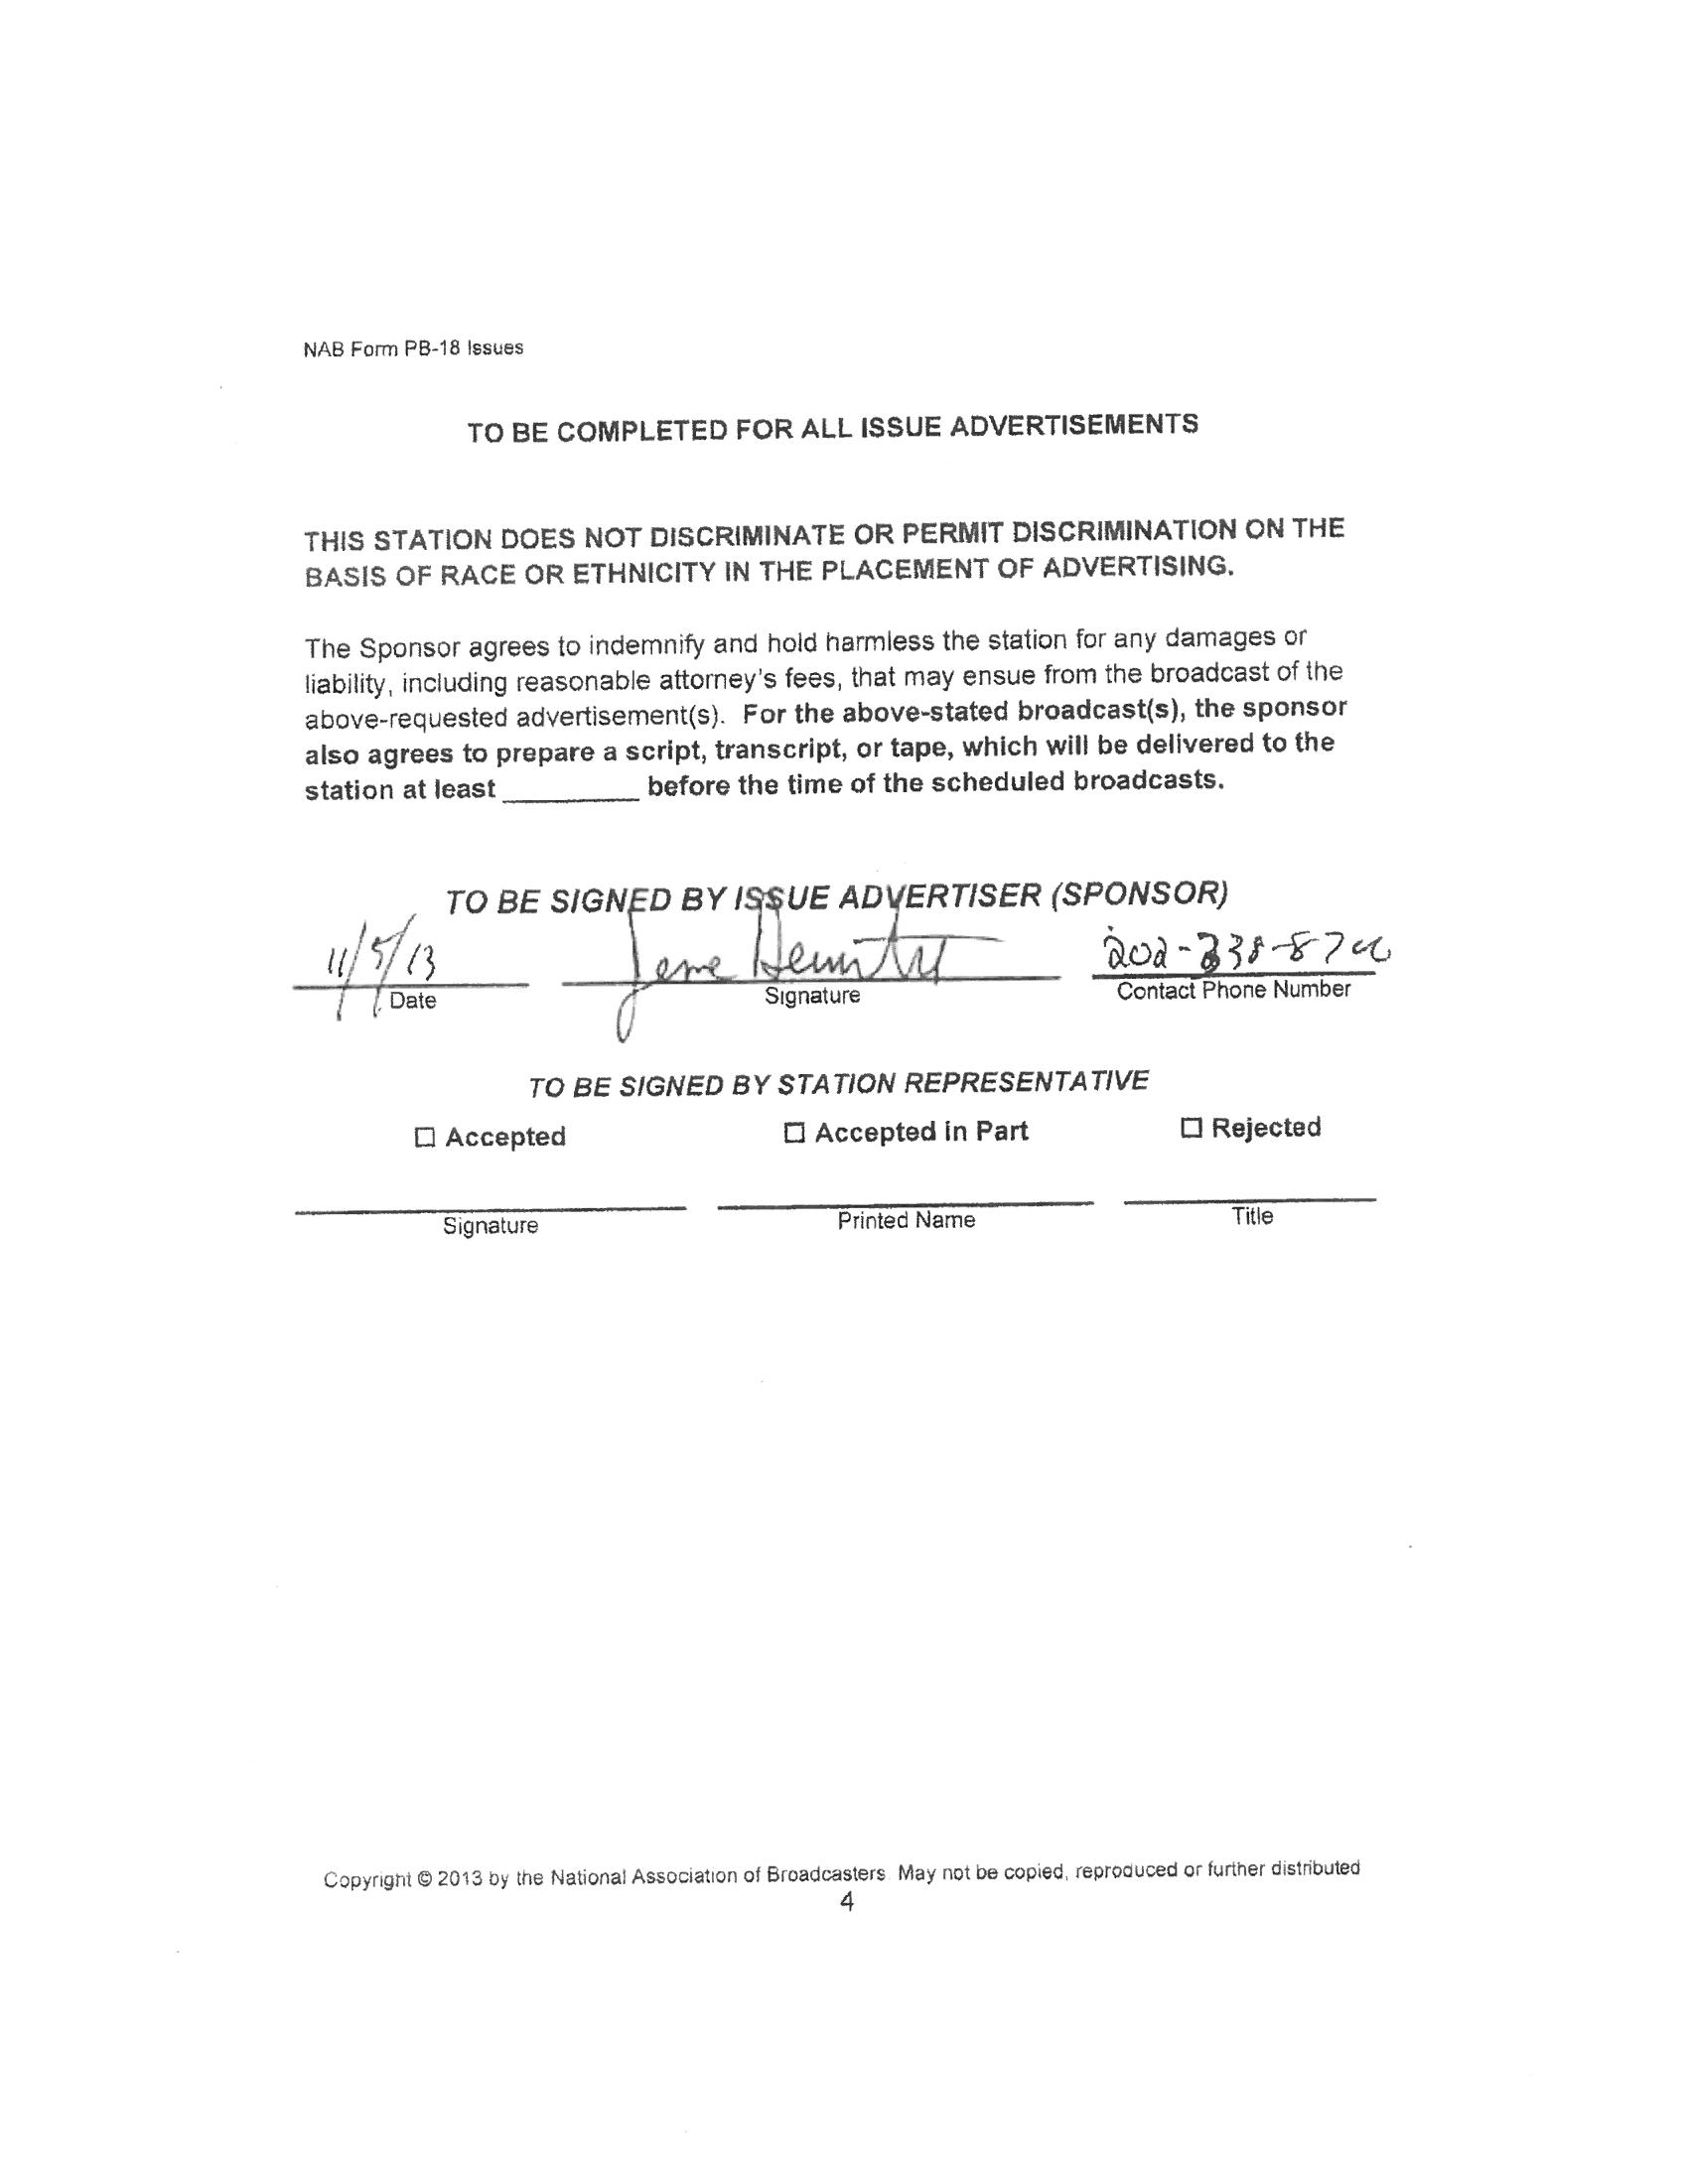 NAB Form PB-18 Issues
TO BE COMPLETED FOR ALL ISSUE ADVERTISEMENTS
THIS STATION DOES NOT DISCRIMINATE OR PERMIT DISCRIMINATION ON THE
BASIS OF RACE OR ETHNICITY IN THE PLACEMENT OF ADVERTISING.
The Sponsor agrees to indemnify and hold harmless the station for any damages or
liability, including reasonable attorney's fees, that may ensue from the broadcast of the
above-requested advertisement(s). For the above-stated broadcast(s), the sponsor
also agrees to prepare a script, transcript, or tape, which will be delivered to the
station at least _________ before the time of the scheduled broadcasts.
TO BE SIGNED BY ISSUE ADVERTISER (SPONSOR)
11/5/13
Date Signature Contact Phone Number
TO BE SIGNED BY STATION REPRESENTATIVE
☐ Accepted ☐ Accepted in Part ☐ Rejected
Signature Printed Name Title
Copyright © 2013 by the National Association of Broadcasters. May not be copied, reproduced or further distributed
4